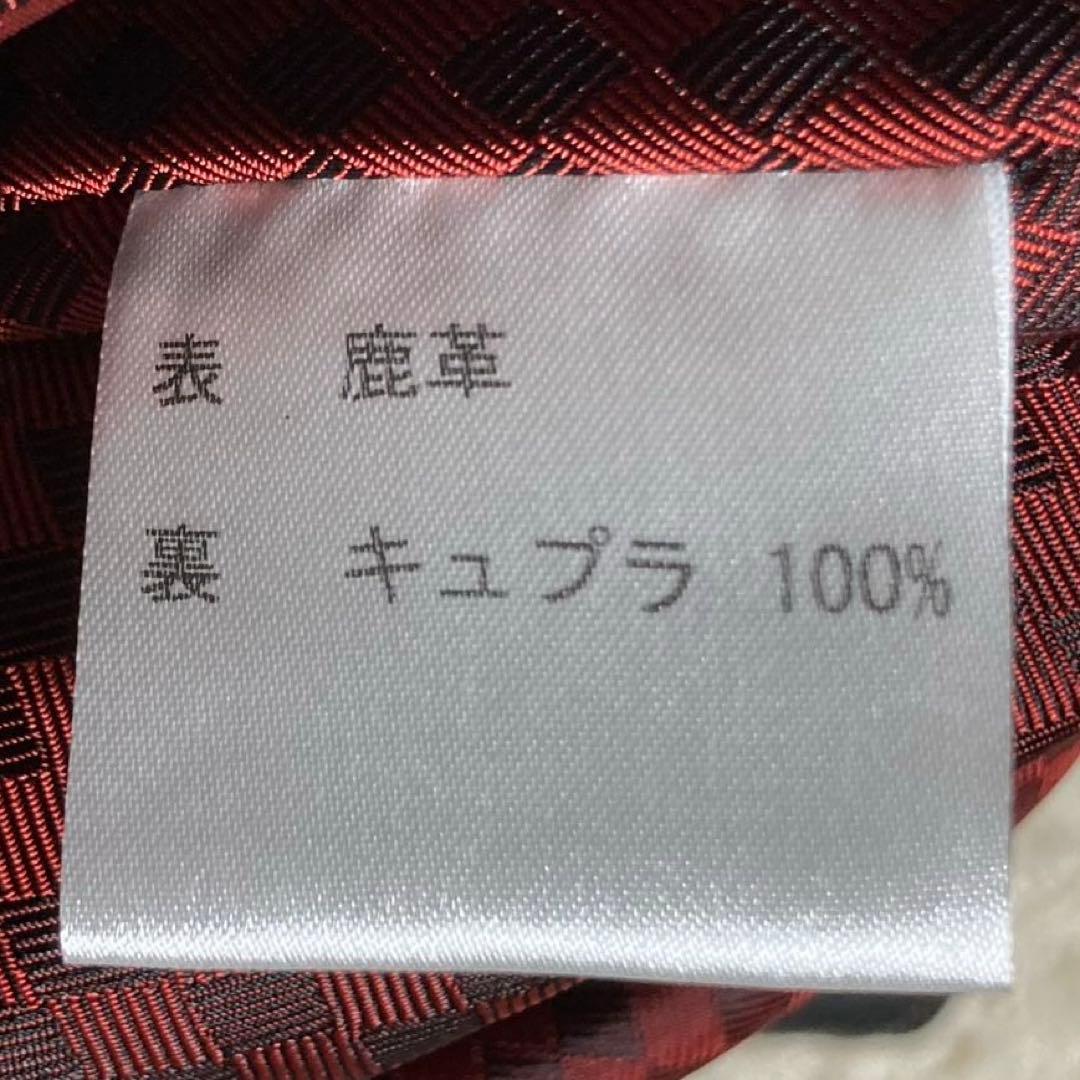 表 鹿革
裏 キュプラ 100%